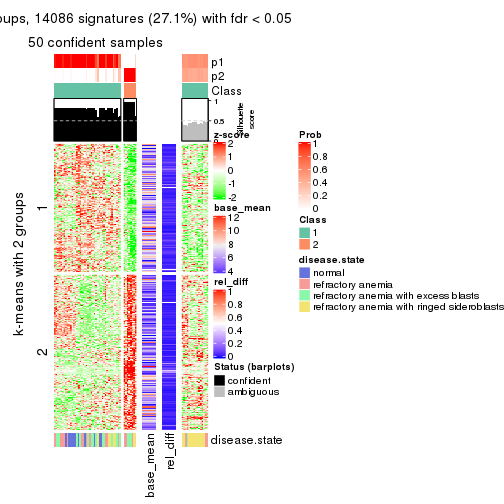 oups, 14086 signatures (27.1%) with fdr < 0.05
50 confident samples
p1
p2
Class
1
0.5
0
Silhouette
score
z-score
2
1
0
-1
-2
base_mean
12
10
8
6
4
rel_diff
1
0.8
0.6
0.4
0.2
0
Status (barplots)
confident
ambiguous
Prob
1
0.8
0.6
0.4
0.2
0
Class
1
2
disease.state
normal
refractory anemia
refractory anemia with excess blasts
refractory anemia with ringed sideroblasts
k-means with 2 groups
1
2
disease.state
base_mean
rel_diff